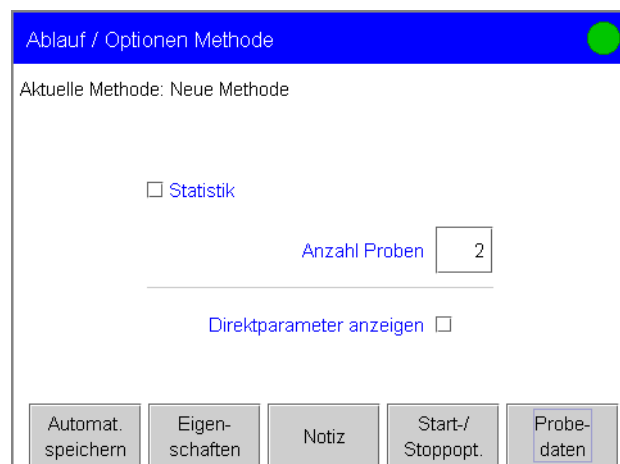 Ablauf / Optionen Methode
Aktuelle Methode: Neue Methode
Statistik
Anzahl Proben 2
Direktparameter anzeigen
Automat.
speichern
Eigen-
schaften
Notiz
Start-/
Stoppopt.
Probe-
daten